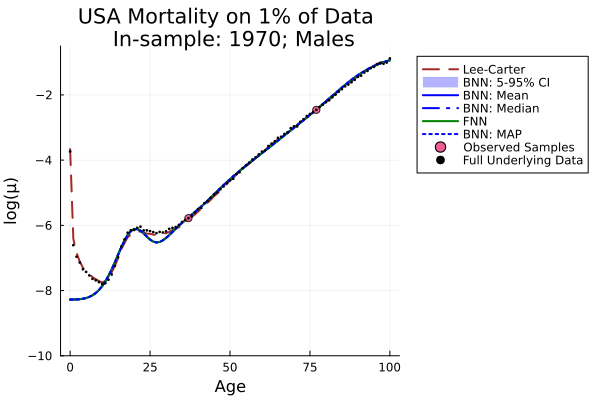 USA Mortality on 1% of Data
In-sample: 1970; Males
log(μ)
−2
−4
−6
−8
−10
0
25
50
75
100
Age
Lee-Carter
BNN: 5-95% CI
BNN: Mean
BNN: Median
FNN
BNN: MAP
Observed Samples
Full Underlying Data